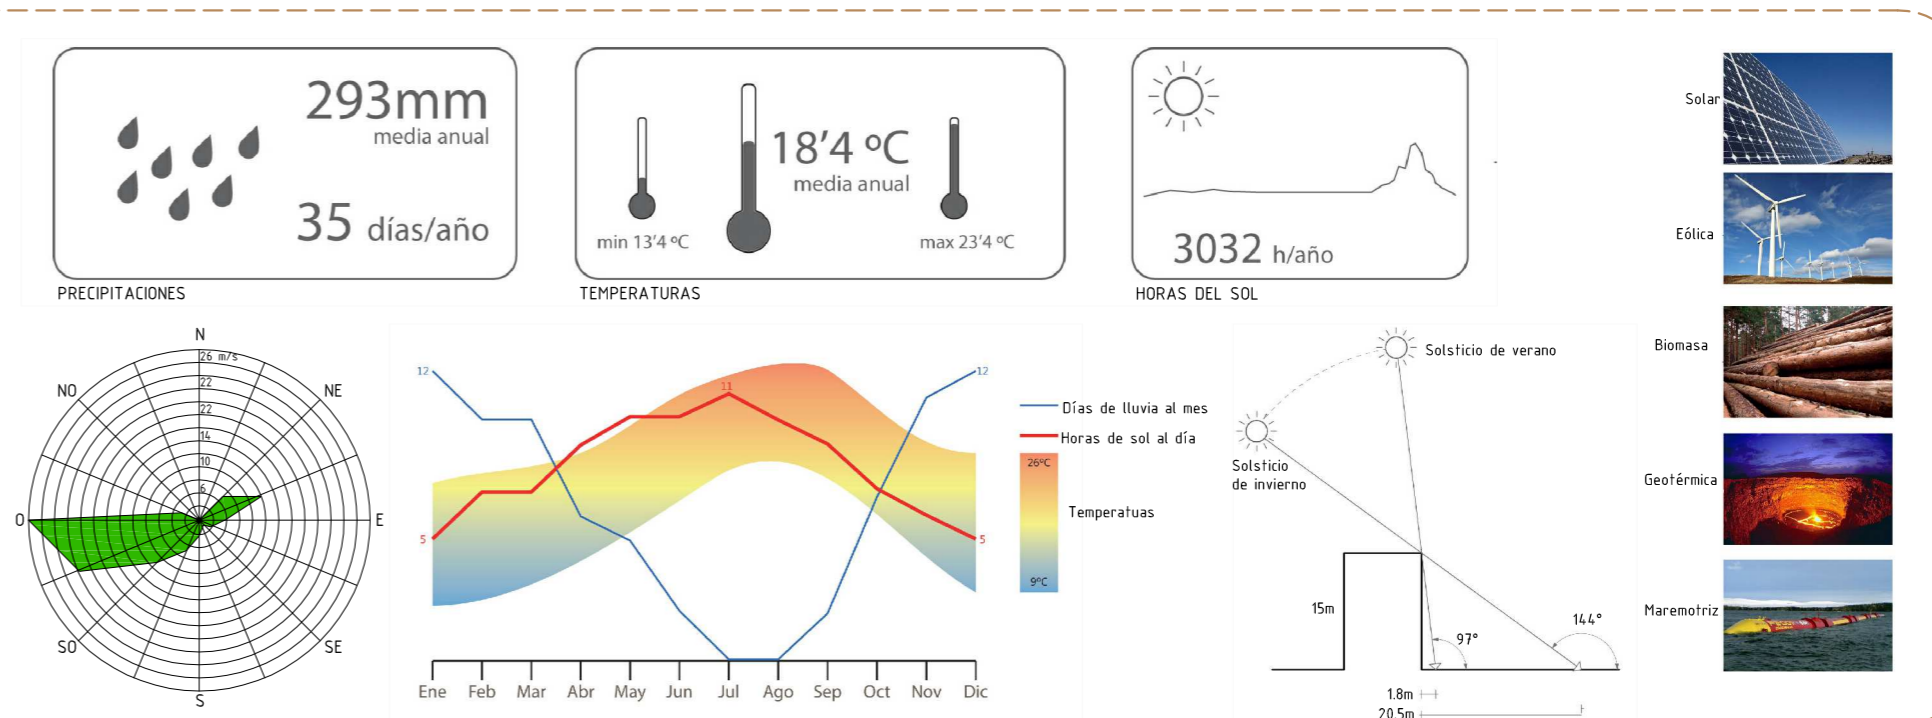 293mm
media anual
35 días/año
PRECIPITACIONES
18'4 ºC
media anual
min 13'4 ºC
max 23'4 ºC
TEMPERATURAS
3032 h/año
HORAS DEL SOL
Solar
Eólica
Biomasa
Geotérmica
Maremotriz
N
NO
NE
O
E
SO
SE
S
26 m/s
22
22
14
10
6
12
5
11
12
5
Ene Feb Mar Abr May Jun Jul Ago Sep Oct Nov Dic
Días de lluvia al mes
Horas de sol al día
26ºC
9ºC
Temperatuas
Solsticio de verano
Solsticio
de invierno
15m
97°
144°
1.8m
20.5m